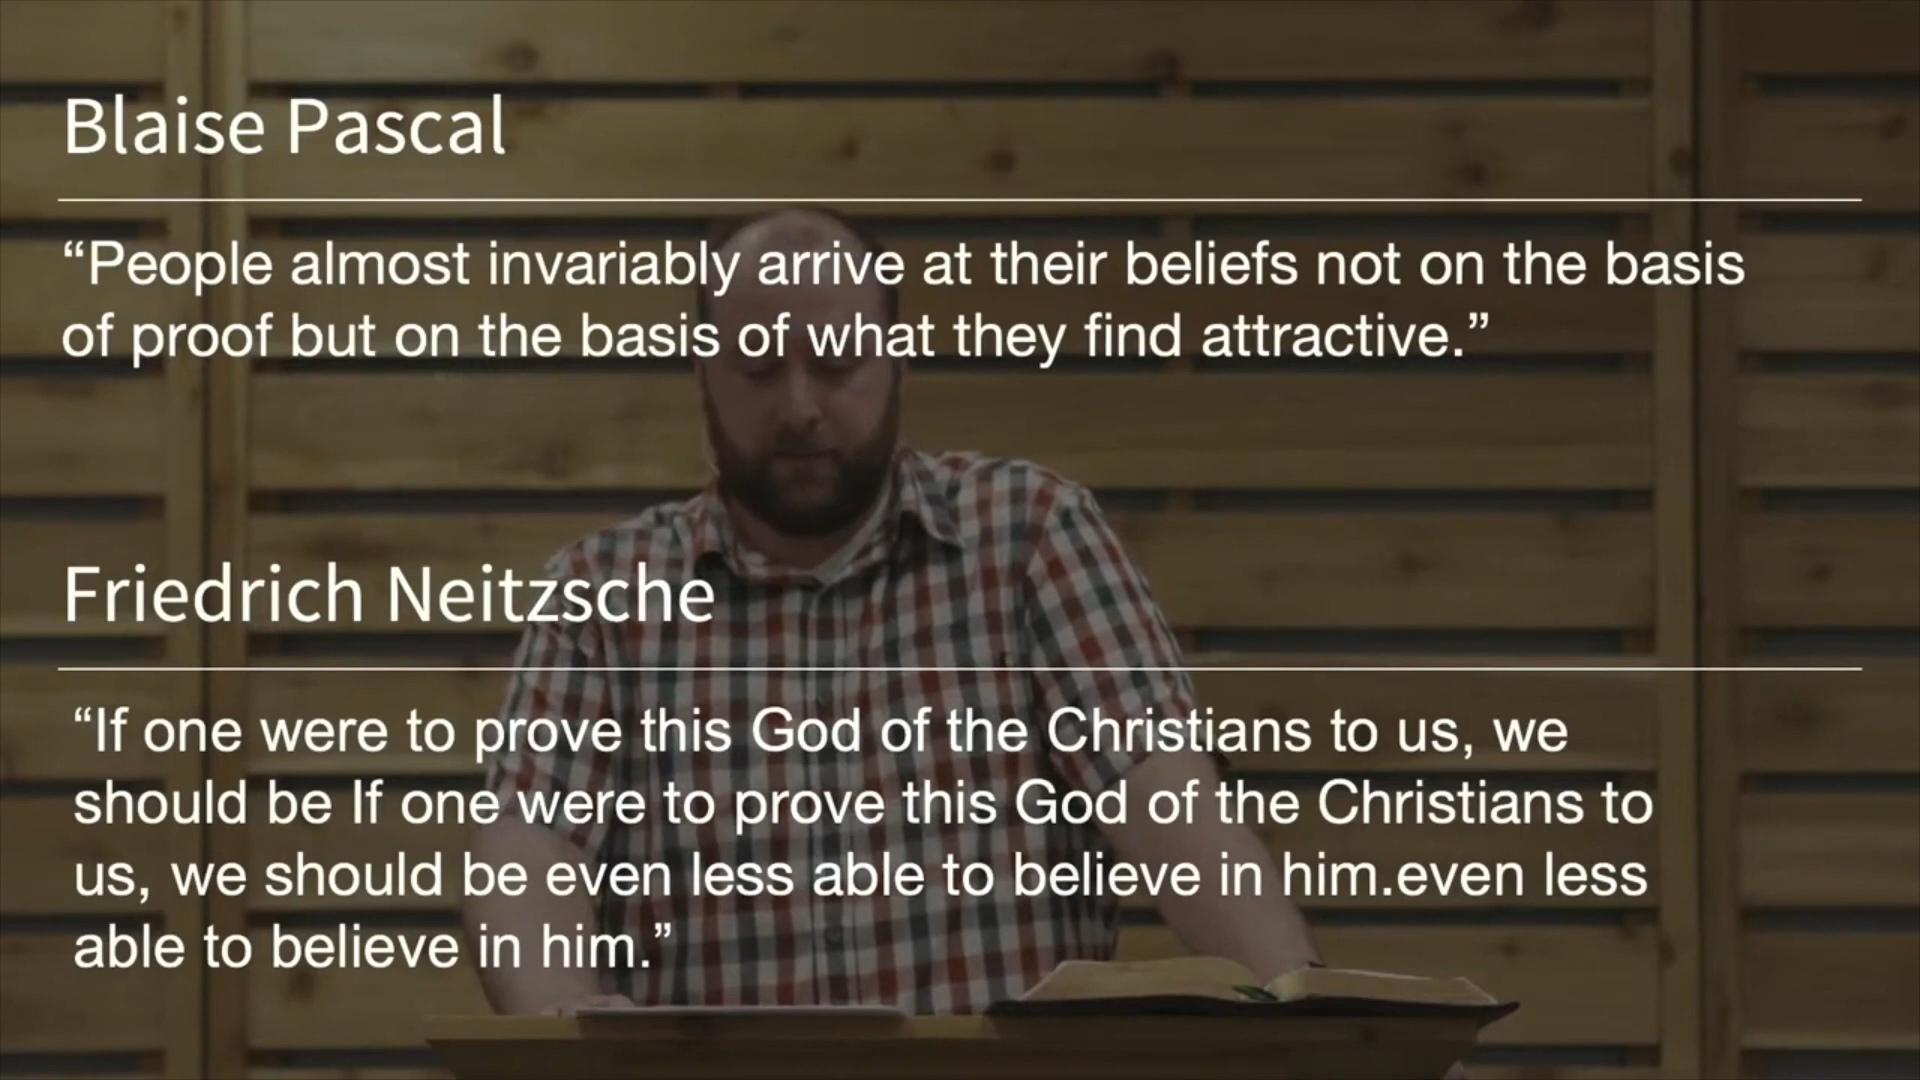 Blaise Pascal
“People almost invariably arrive at their beliefs not on the basis
of proof but on the basis of what they find attractive.”
Friedrich Neitzsche
“If one were to prove this God of the Christians to us, we
should be If one were to prove this God of the Christians to
us, we should be even less able to believe in him.even less
able to believe in him.”